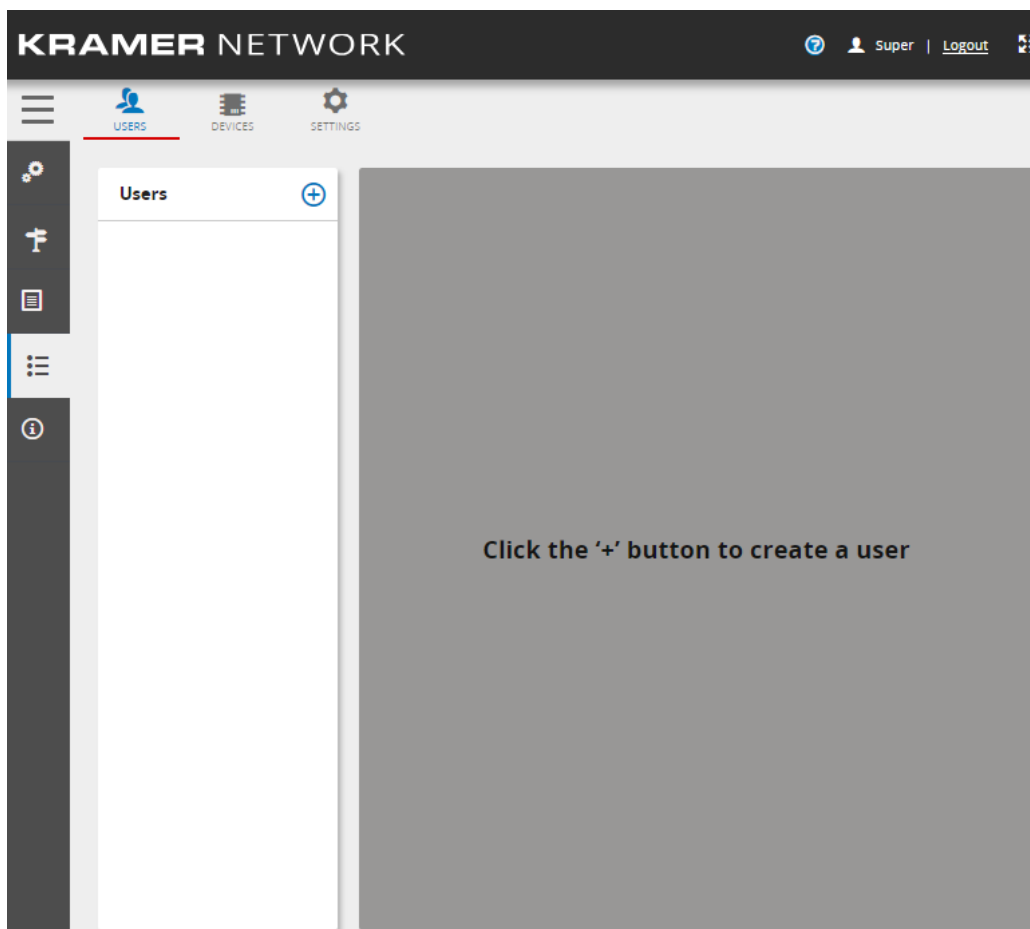 KRAMER NETWORK
Super | Logout
USERS DEVICES SETTINGS
Users
Click the ‘+’ button to create a user